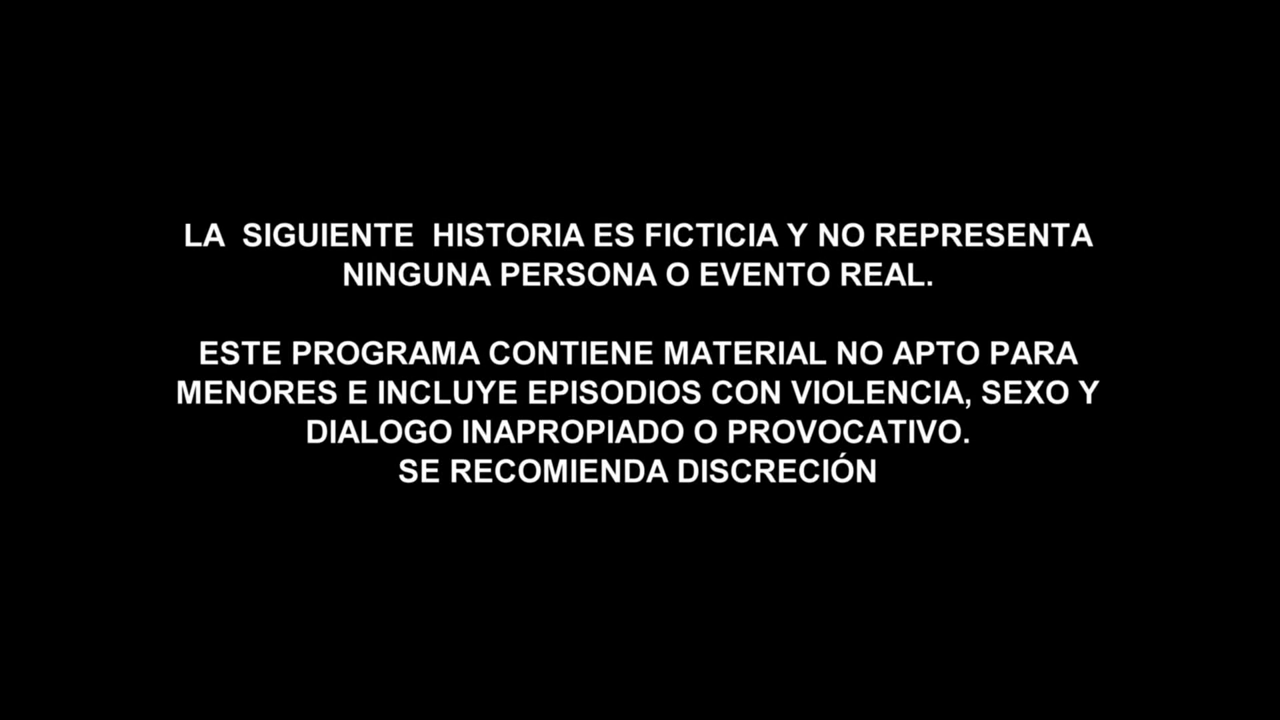 LA  SIGUIENTE  HISTORIA ES FICTICIA Y NO REPRESENTA
NINGUNA PERSONA O EVENTO REAL.
ESTE PROGRAMA CONTIENE MATERIAL NO APTO PARA
MENORES E INCLUYE EPISODIOS CON VIOLENCIA, SEXO Y
DIALOGO INAPROPIADO O PROVOCATIVO.
SE RECOMIENDA DISCRECIÓN